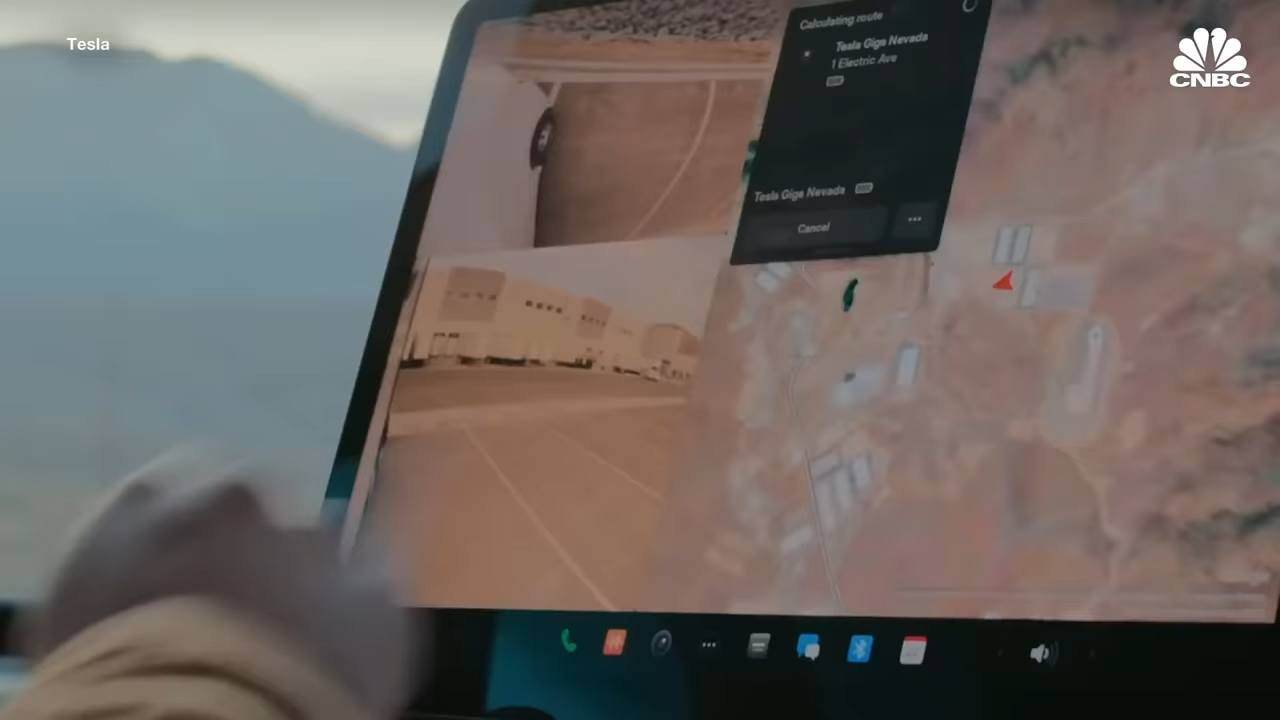 Tesla
CNBC
Calculating route
Tesla Giga Nevada
1 Electric Ave
Tesla Giga Nevada
Cancel